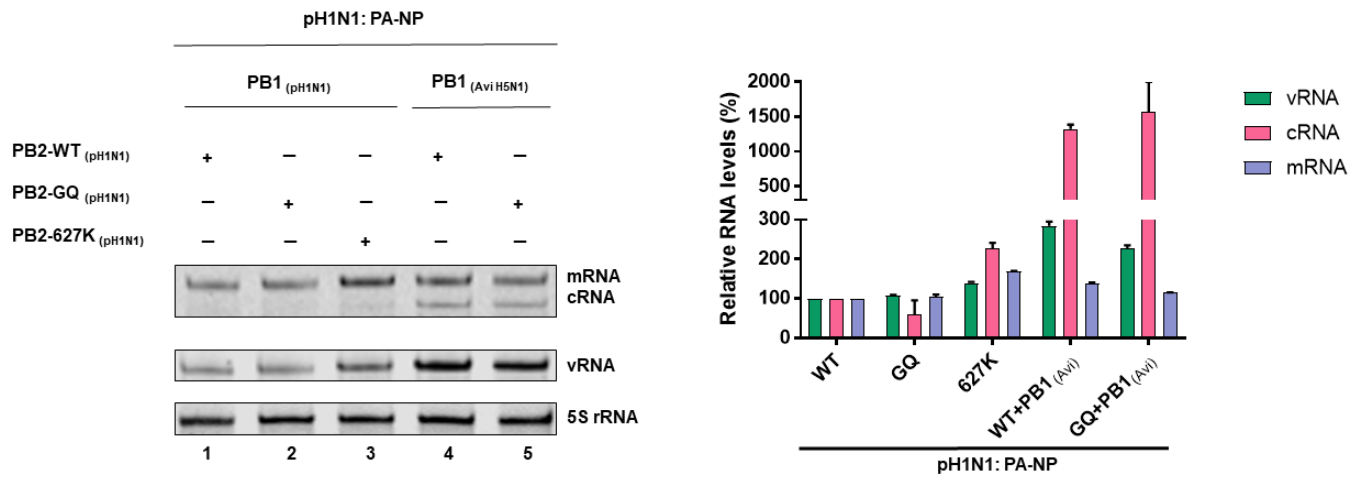 pH1N1: PA-NP
PB1 (pH1N1) PB1 (Avi H5N1)
PB2-WT (pH1N1) + – – + –
PB2-GQ (pH1N1) – + – – +
PB2-627K (pH1N1) – – + – –
mRNA
cRNA
vRNA
5S rRNA
1 2 3 4 5
Relative RNA levels (%)
2000
1500
1000
500
300
200
100
0
WT
GQ
627K
WT+PB1 (Avi)
GQ+PB1 (Avi)
pH1N1: PA-NP
vRNA
cRNA
mRNA